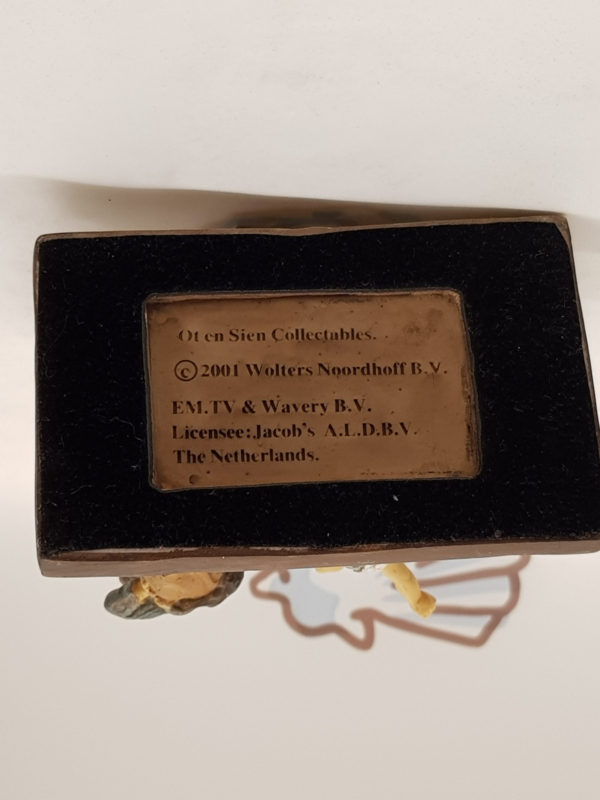 Ot en Sien Collectables.
©2001 Wolters Noordhoff B.V.
EM.TV & Wavery B.V.
Licensee:Jacob's A.L.D.B.V.
The Netherlands.